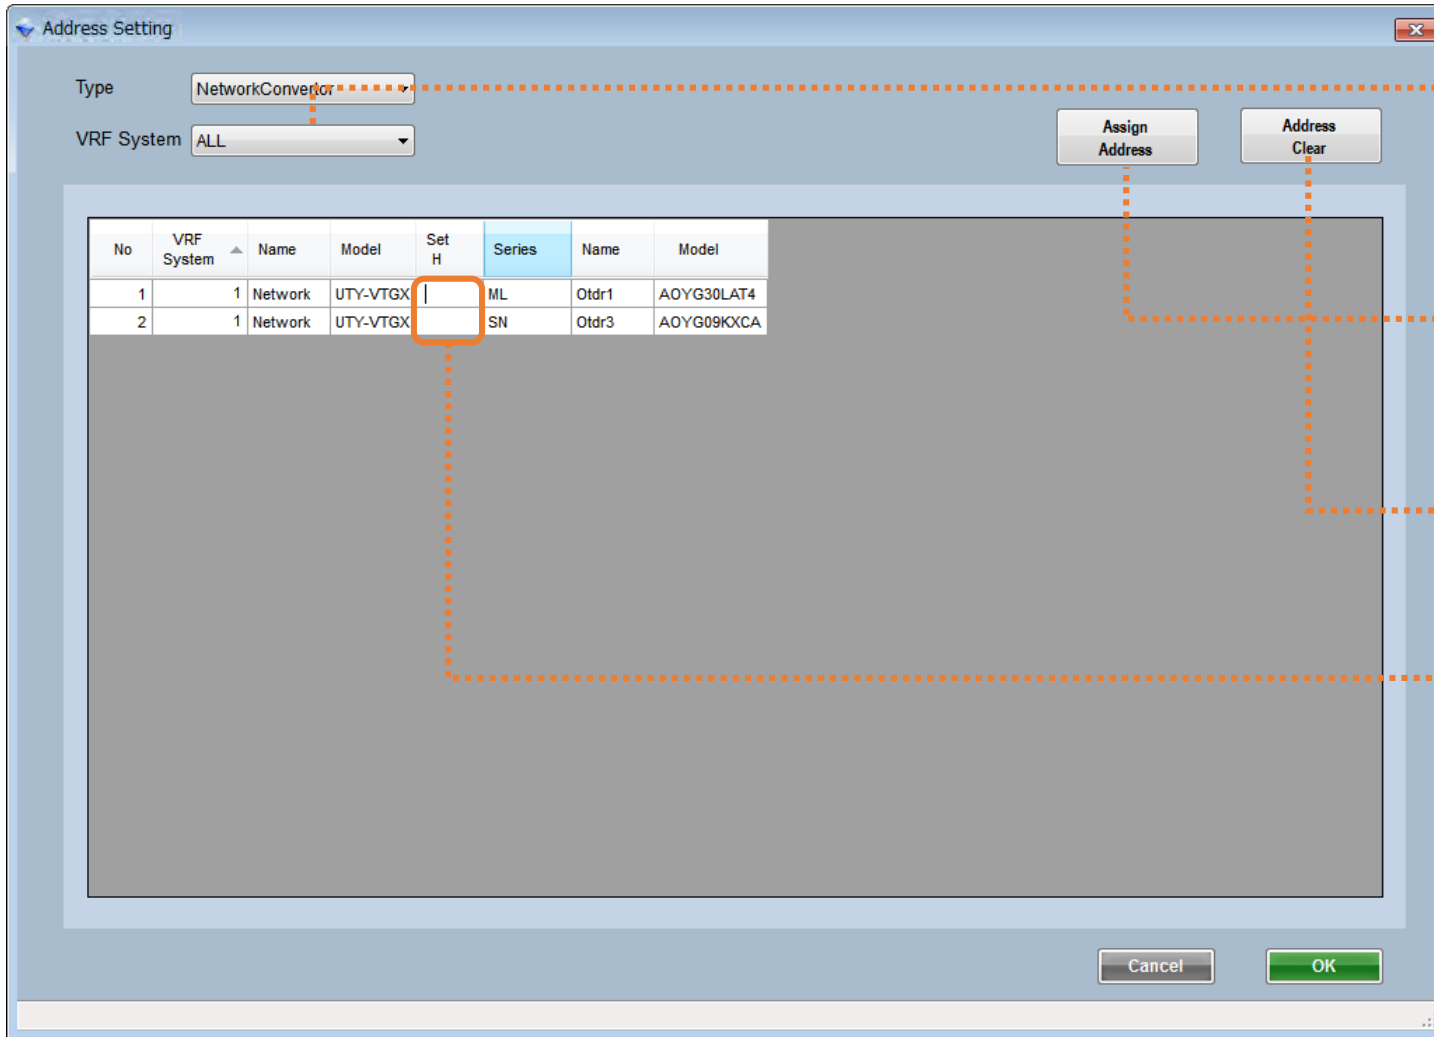 Address Setting
Type NetworkConvertor
VRF System ALL
Assign Address
Address Clear
No VRF System Name Model Set H Series Name Model
1 1 Network UTY-VTGX ML Otdr1 AOYG30LAT4
2 1 Network UTY-VTGX SN Otdr3 AOYG09KXCA
Cancel OK